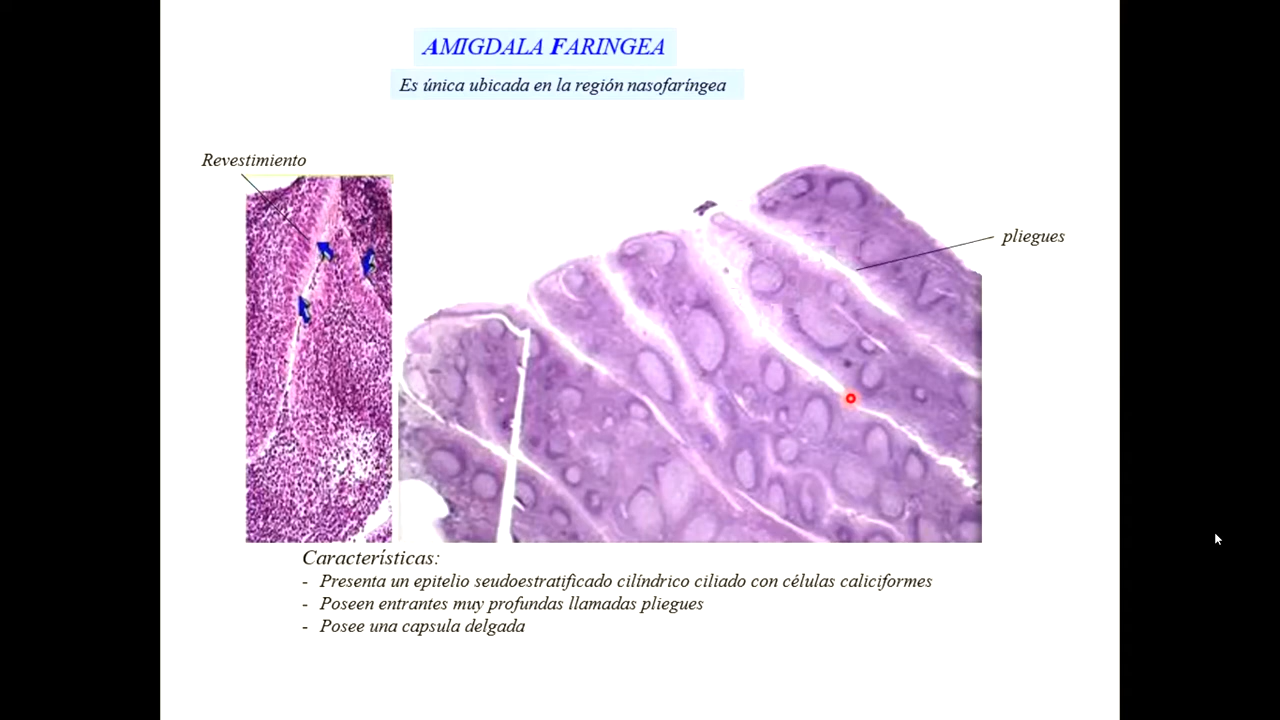 AMIGDALA FARINGEA
Es única ubicada en la región nasofaríngea
Revestimiento
pliegues
Características:
- Presenta un epitelio seudoestratificado cilíndrico ciliado con células caliciformes
- Poseen entrantes muy profundas llamadas pliegues
- Posee una capsula delgada